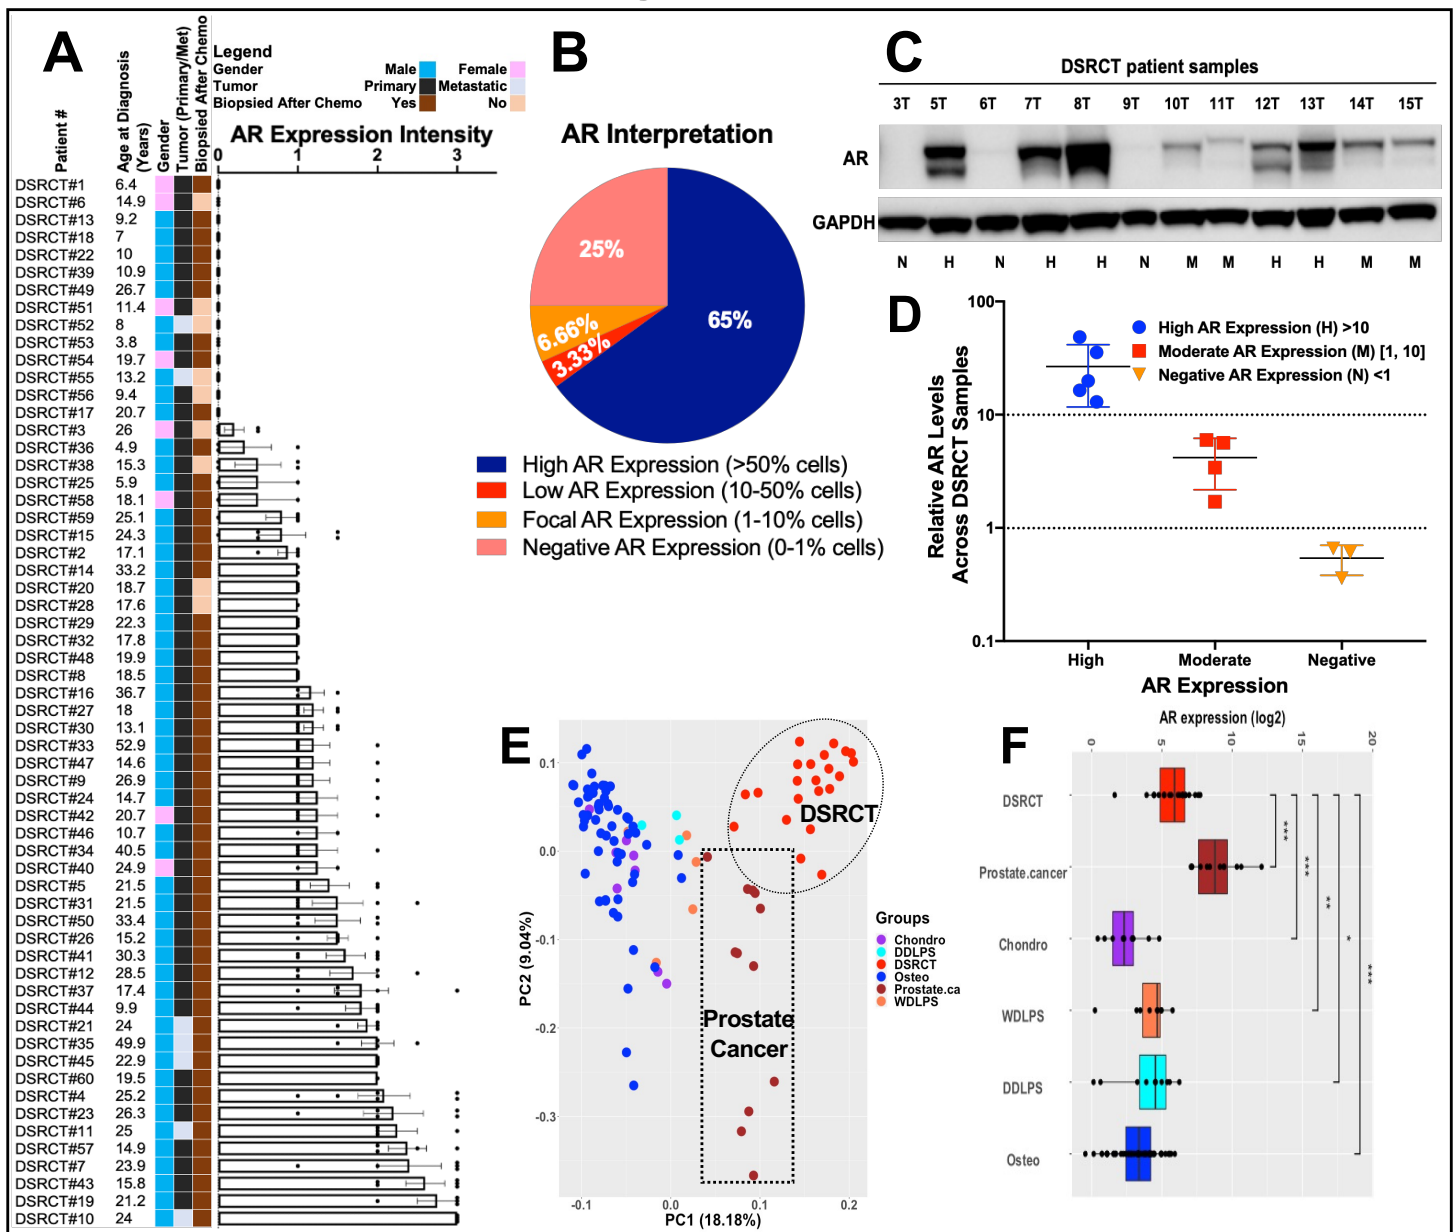 A
Patient #
Age at Diagnosis
(Years)
Gender
Tumor (Primary/Met)
Biopsied After Chemo
Legend
Gender Male Female
Tumor Primary Metastatic
Biopsied After Chemo Yes No
AR Expression Intensity
0 1 2 3
DSRCT#1 6.4
DSRCT#6 14.9
DSRCT#13 9.2
DSRCT#18 7
DSRCT#22 10
DSRCT#39 10.9
DSRCT#49 26.7
DSRCT#51 11.4
DSRCT#52 8
DSRCT#53 3.8
DSRCT#54 19.7
DSRCT#55 13.2
DSRCT#56 9.4
DSRCT#17 20.7
DSRCT#3 26
DSRCT#36 4.9
DSRCT#38 15.3
DSRCT#25 5.9
DSRCT#58 18.1
DSRCT#59 25.1
DSRCT#15 24.3
DSRCT#2 17.1
DSRCT#14 33.2
DSRCT#20 18.7
DSRCT#28 17.6
DSRCT#29 22.3
DSRCT#32 17.8
DSRCT#48 19.9
DSRCT#8 18.5
DSRCT#16 36.7
DSRCT#27 18
DSRCT#30 13.1
DSRCT#33 52.9
DSRCT#47 14.6
DSRCT#9 26.9
DSRCT#24 14.7
DSRCT#42 20.7
DSRCT#46 10.7
DSRCT#34 40.5
DSRCT#40 24.9
DSRCT#5 21.5
DSRCT#31 21.5
DSRCT#50 33.4
DSRCT#26 15.2
DSRCT#41 30.3
DSRCT#12 28.5
DSRCT#37 17.4
DSRCT#44 9.9
DSRCT#21 24
DSRCT#35 49.9
DSRCT#45 22.9
DSRCT#60 19.5
DSRCT#4 25.2
DSRCT#23 26.3
DSRCT#11 25
DSRCT#57 14.9
DSRCT#7 23.9
DSRCT#43 15.8
DSRCT#19 21.2
DSRCT#10 24
B
AR Interpretation
25%
65%
6.66%
3.33%
High AR Expression (>50% cells)
Low AR Expression (10-50% cells)
Focal AR Expression (1-10% cells)
Negative AR Expression (0-1% cells)
C
DSRCT patient samples
3T 5T 6T 7T 8T 9T 10T 11T 12T 13T 14T 15T
AR
GAPDH
N H N H H N M M H H M M
D
Relative AR Levels
Across DSRCT Samples
100
10
1
0.1
High AR Expression (H) >10
Moderate AR Expression (M) [1, 10]
Negative AR Expression (N) <1
High Moderate Negative
AR Expression
E
PC2 (9.04%)
0.1
0.0
-0.1
-0.2
-0.3
DSRCT
Prostate
Cancer
-0.1 0.0 0.1 0.2
PC1 (18.18%)
Groups
Chondro
DDLPS
DSRCT
Osteo
Prostate.ca
WDLPS
F
AR expression (log2)
0 5 10 15 20
DSRCT
Prostate.cancer
Chondro
WDLPS
DDLPS
Osteo
***
***
**
*
***